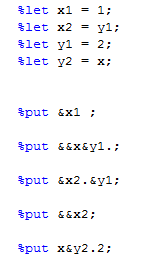 %let x1 = 1;
%let x2 = y1;
%let y1 = 2;
%let y2 = x;
%put &x1 ;
%put &&x&y1.;
%put &x2.&y1;
%put &&x2;
%put x&y2.2;